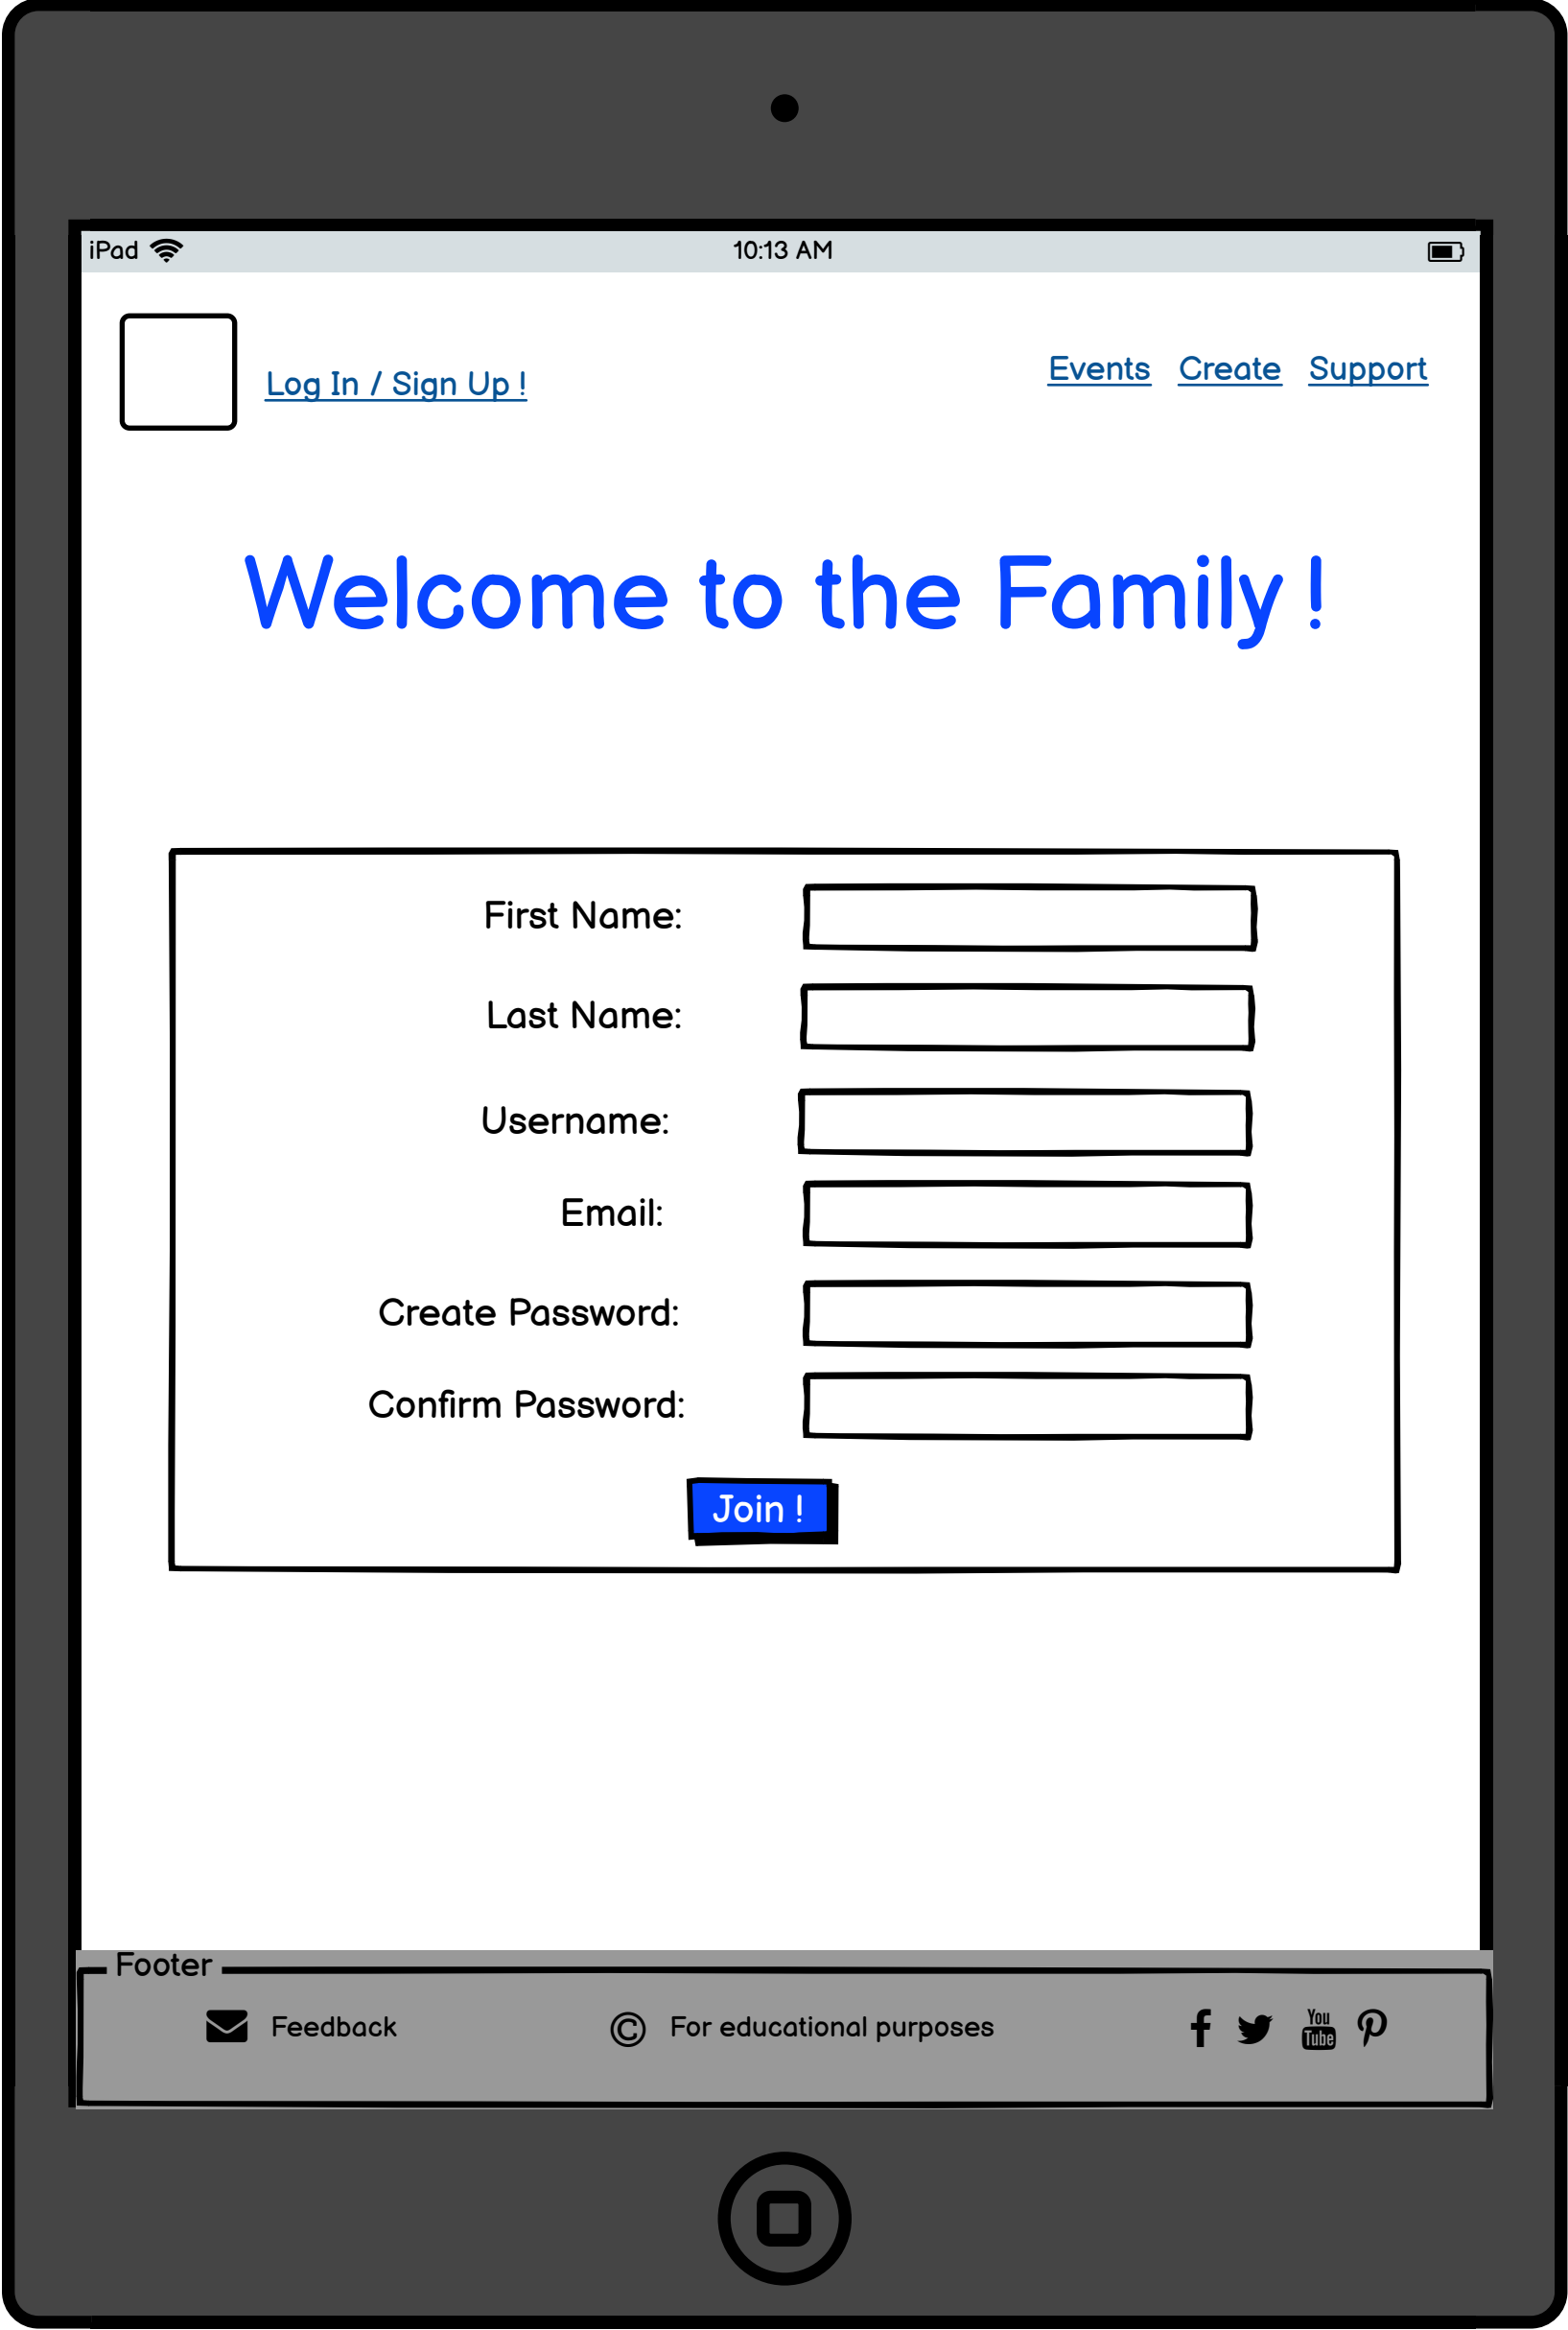 iPad 10:13 AM
Log In / Sign Up ! Events Create Support
Welcome to the Family !
First Name:
Last Name:
Username:
Email:
Create Password:
Confirm Password:
Join !
Footer
Feedback © For educational purposes You Tube